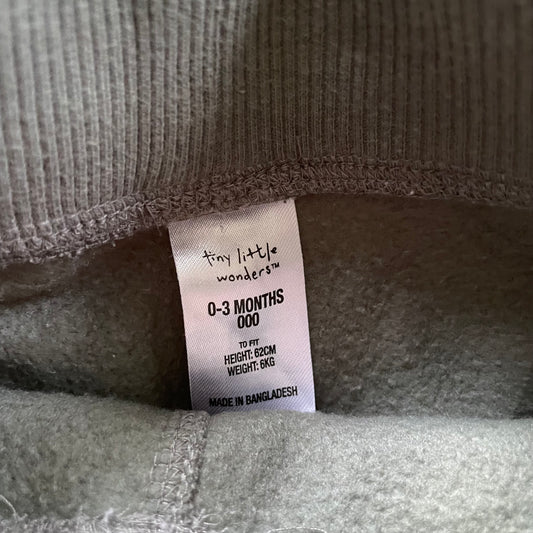 tiny little
wonders™
0-3 MONTHS
000
TO FIT
HEIGHT: 62CM
WEIGHT: 6KG
MADE IN BANGLADESH